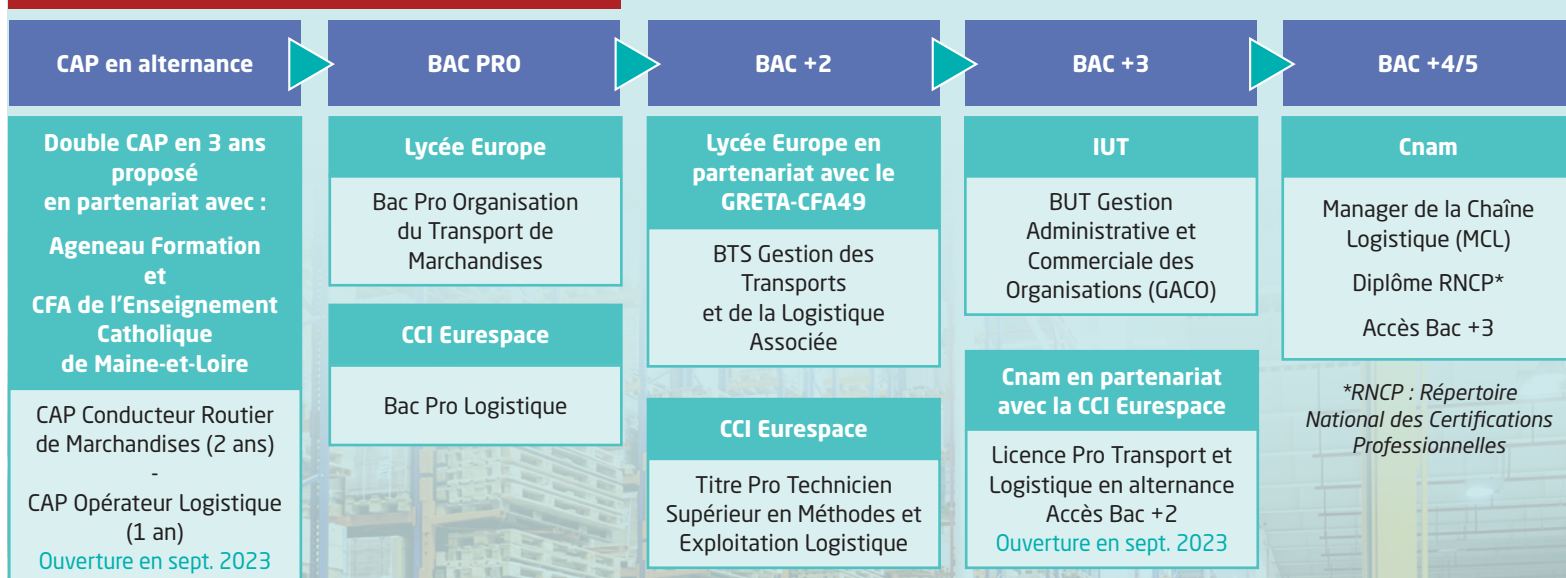 CAP en alternance
BAC PRO
BAC +2
BAC +3
BAC +4/5
Double CAP en 3 ans
proposé
en partenariat avec :
Ageneau Formation
et
CFA de l'Enseignement
Catholique
de Maine-et-Loire
CAP Conducteur Routier
de Marchandises (2 ans)
-
CAP Opérateur Logistique
(1 an)
Ouverture en sept. 2023
Lycée Europe
Bac Pro Organisation
du Transport de
Marchandises
CCI Eurespace
Bac Pro Logistique
Lycée Europe en
partenariat avec le
GRETA-CFA49
BTS Gestion des
Transports
et de la Logistique
Associée
CCI Eurespace
Titre Pro Technicien
Supérieur en Méthodes et
Exploitation Logistique
IUT
BUT Gestion
Administrative et
Commerciale des
Organisations (GACO)
Cnam en partenariat
avec la CCI Eurespace
Licence Pro Transport et
Logistique en alternance
Accès Bac +2
Ouverture en sept. 2023
Cnam
Manager de la Chaîne
Logistique (MCL)
Diplôme RNCP*
Accès Bac +3
*RNCP : Répertoire
National des Certifications
Professionnelles